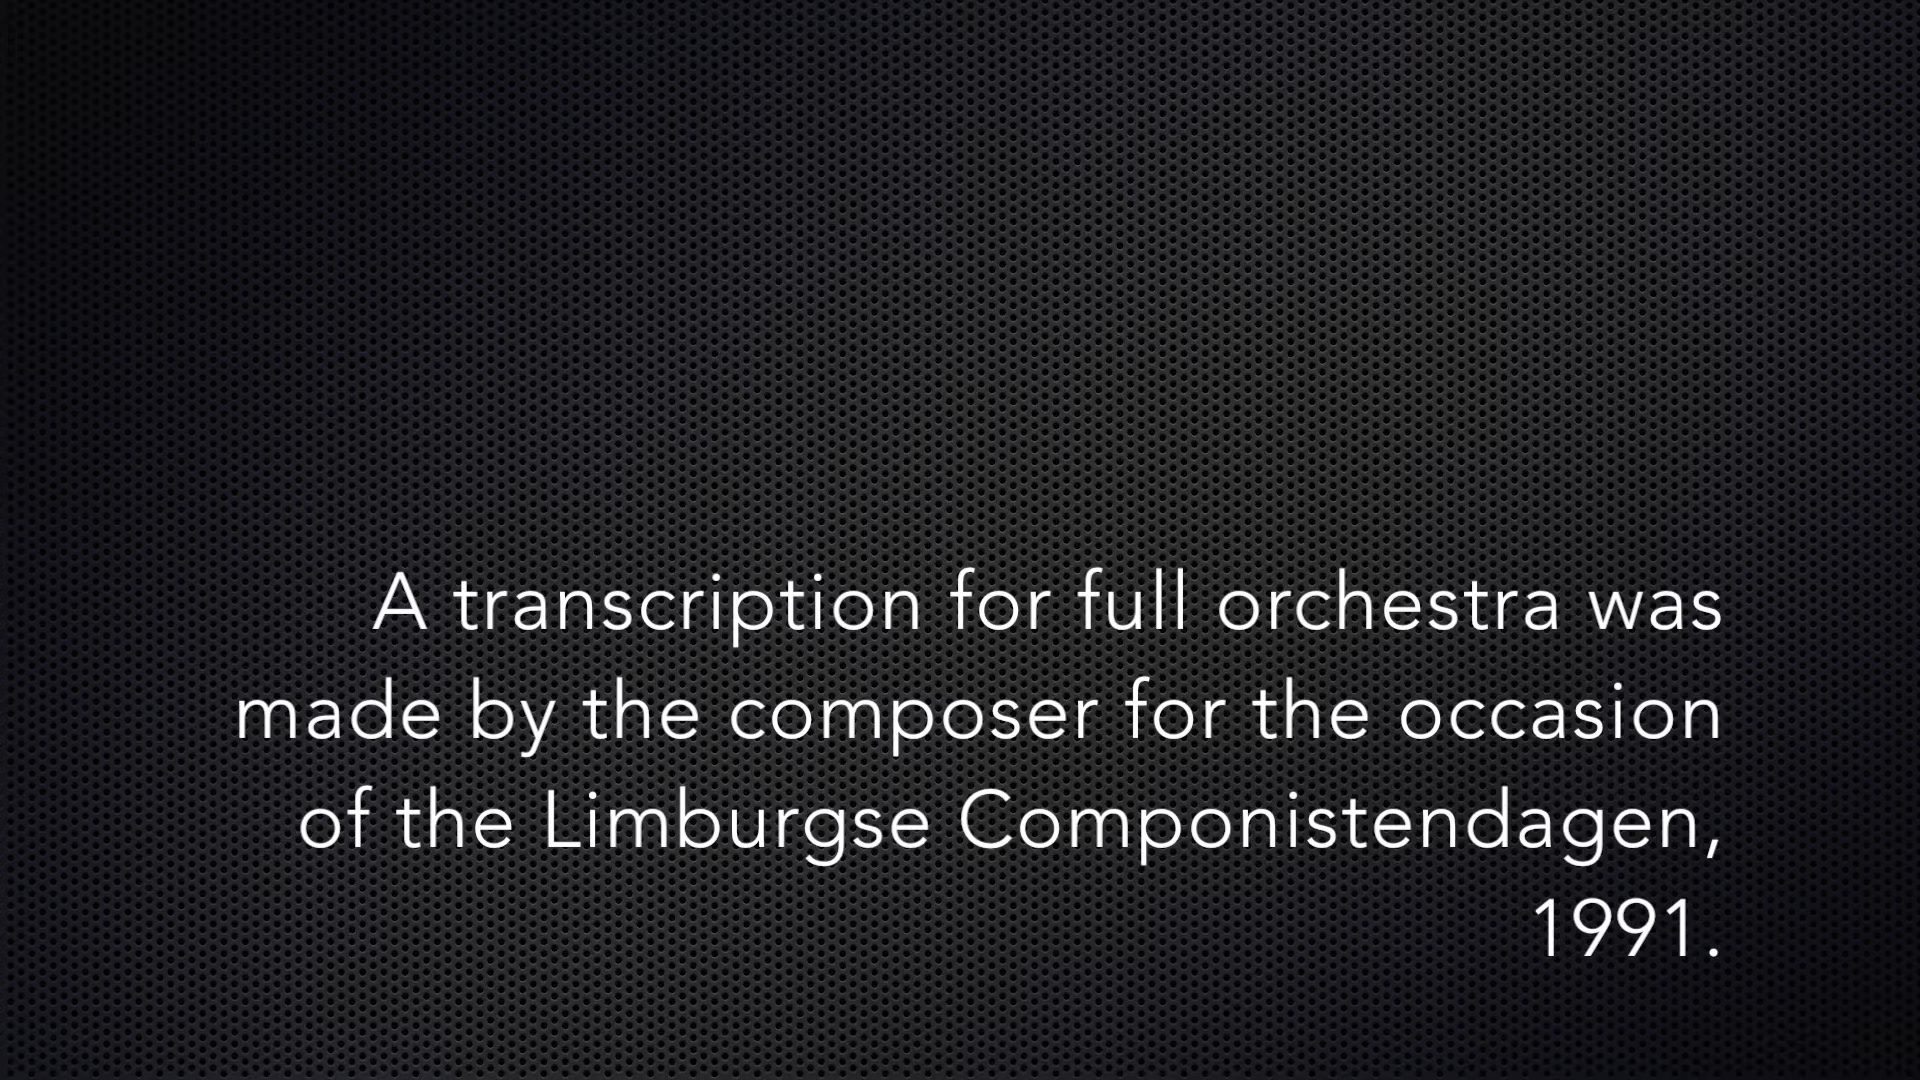 A transcription for full orchestra was
made by the composer for the occasion
of the Limburgse Componistendagen,
1991.